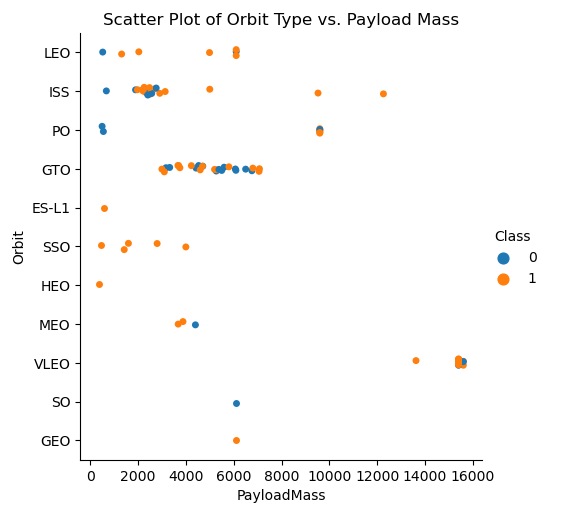 Scatter Plot of Orbit Type vs. Payload Mass
LEO
ISS
PO
GTO
ES-L1
SSO
HEO
MEO
VLEO
SO
GEO
Orbit
0 2000 4000 6000 8000 10000 12000 14000 16000
PayloadMass
Class
0
1